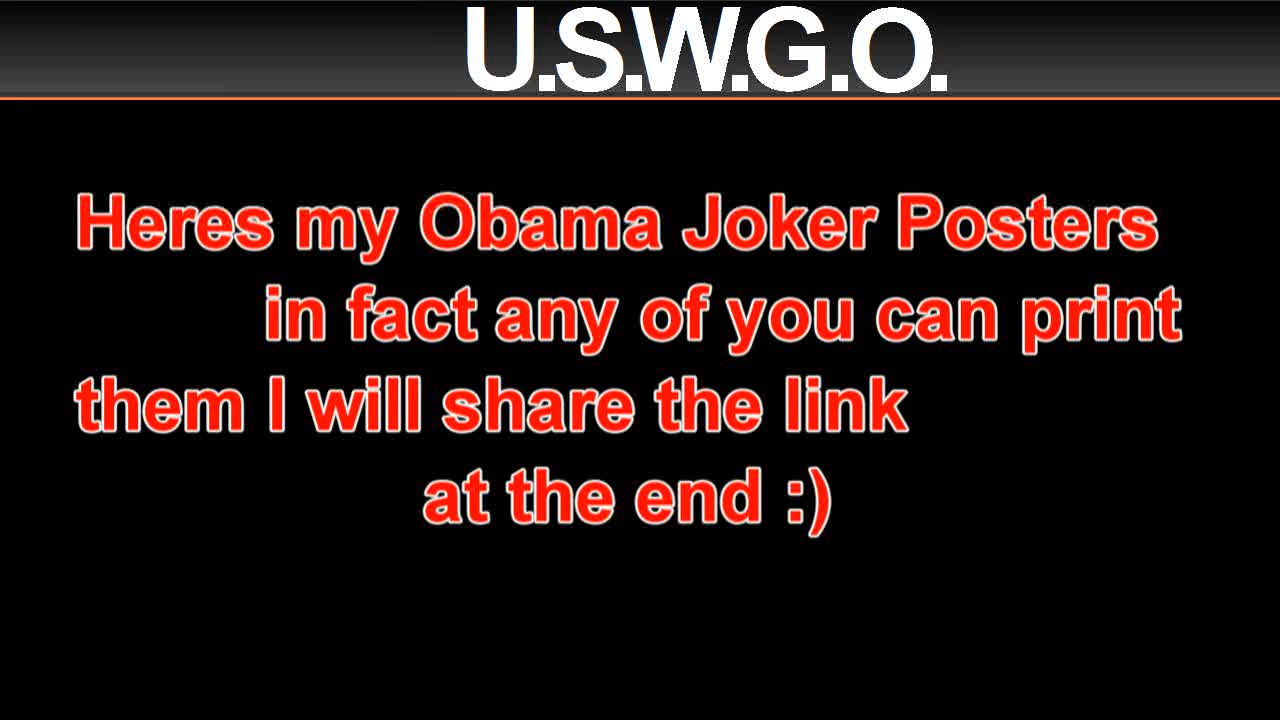 U.S.W.G.O.
Heres my Obama Joker Posters
in fact any of you can print
them I will share the link
at the end :)